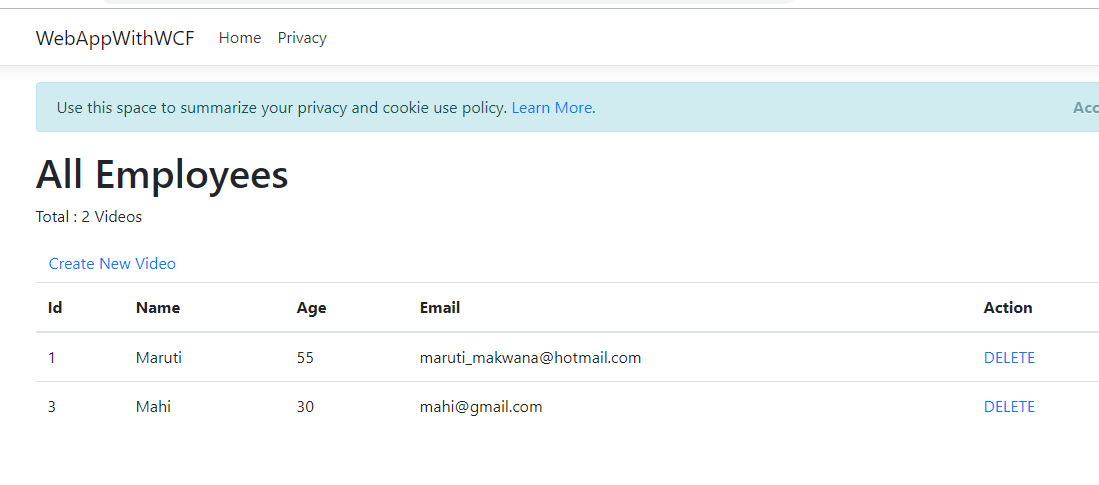 WebAppWithWCF Home Privacy
Use this space to summarize your privacy and cookie use policy. Learn More. Acc
All Employees
Total : 2 Videos
Create New Video
Id Name Age Email Action
1 Maruti 55 maruti_makwana@hotmail.com DELETE
3 Mahi 30 mahi@gmail.com DELETE